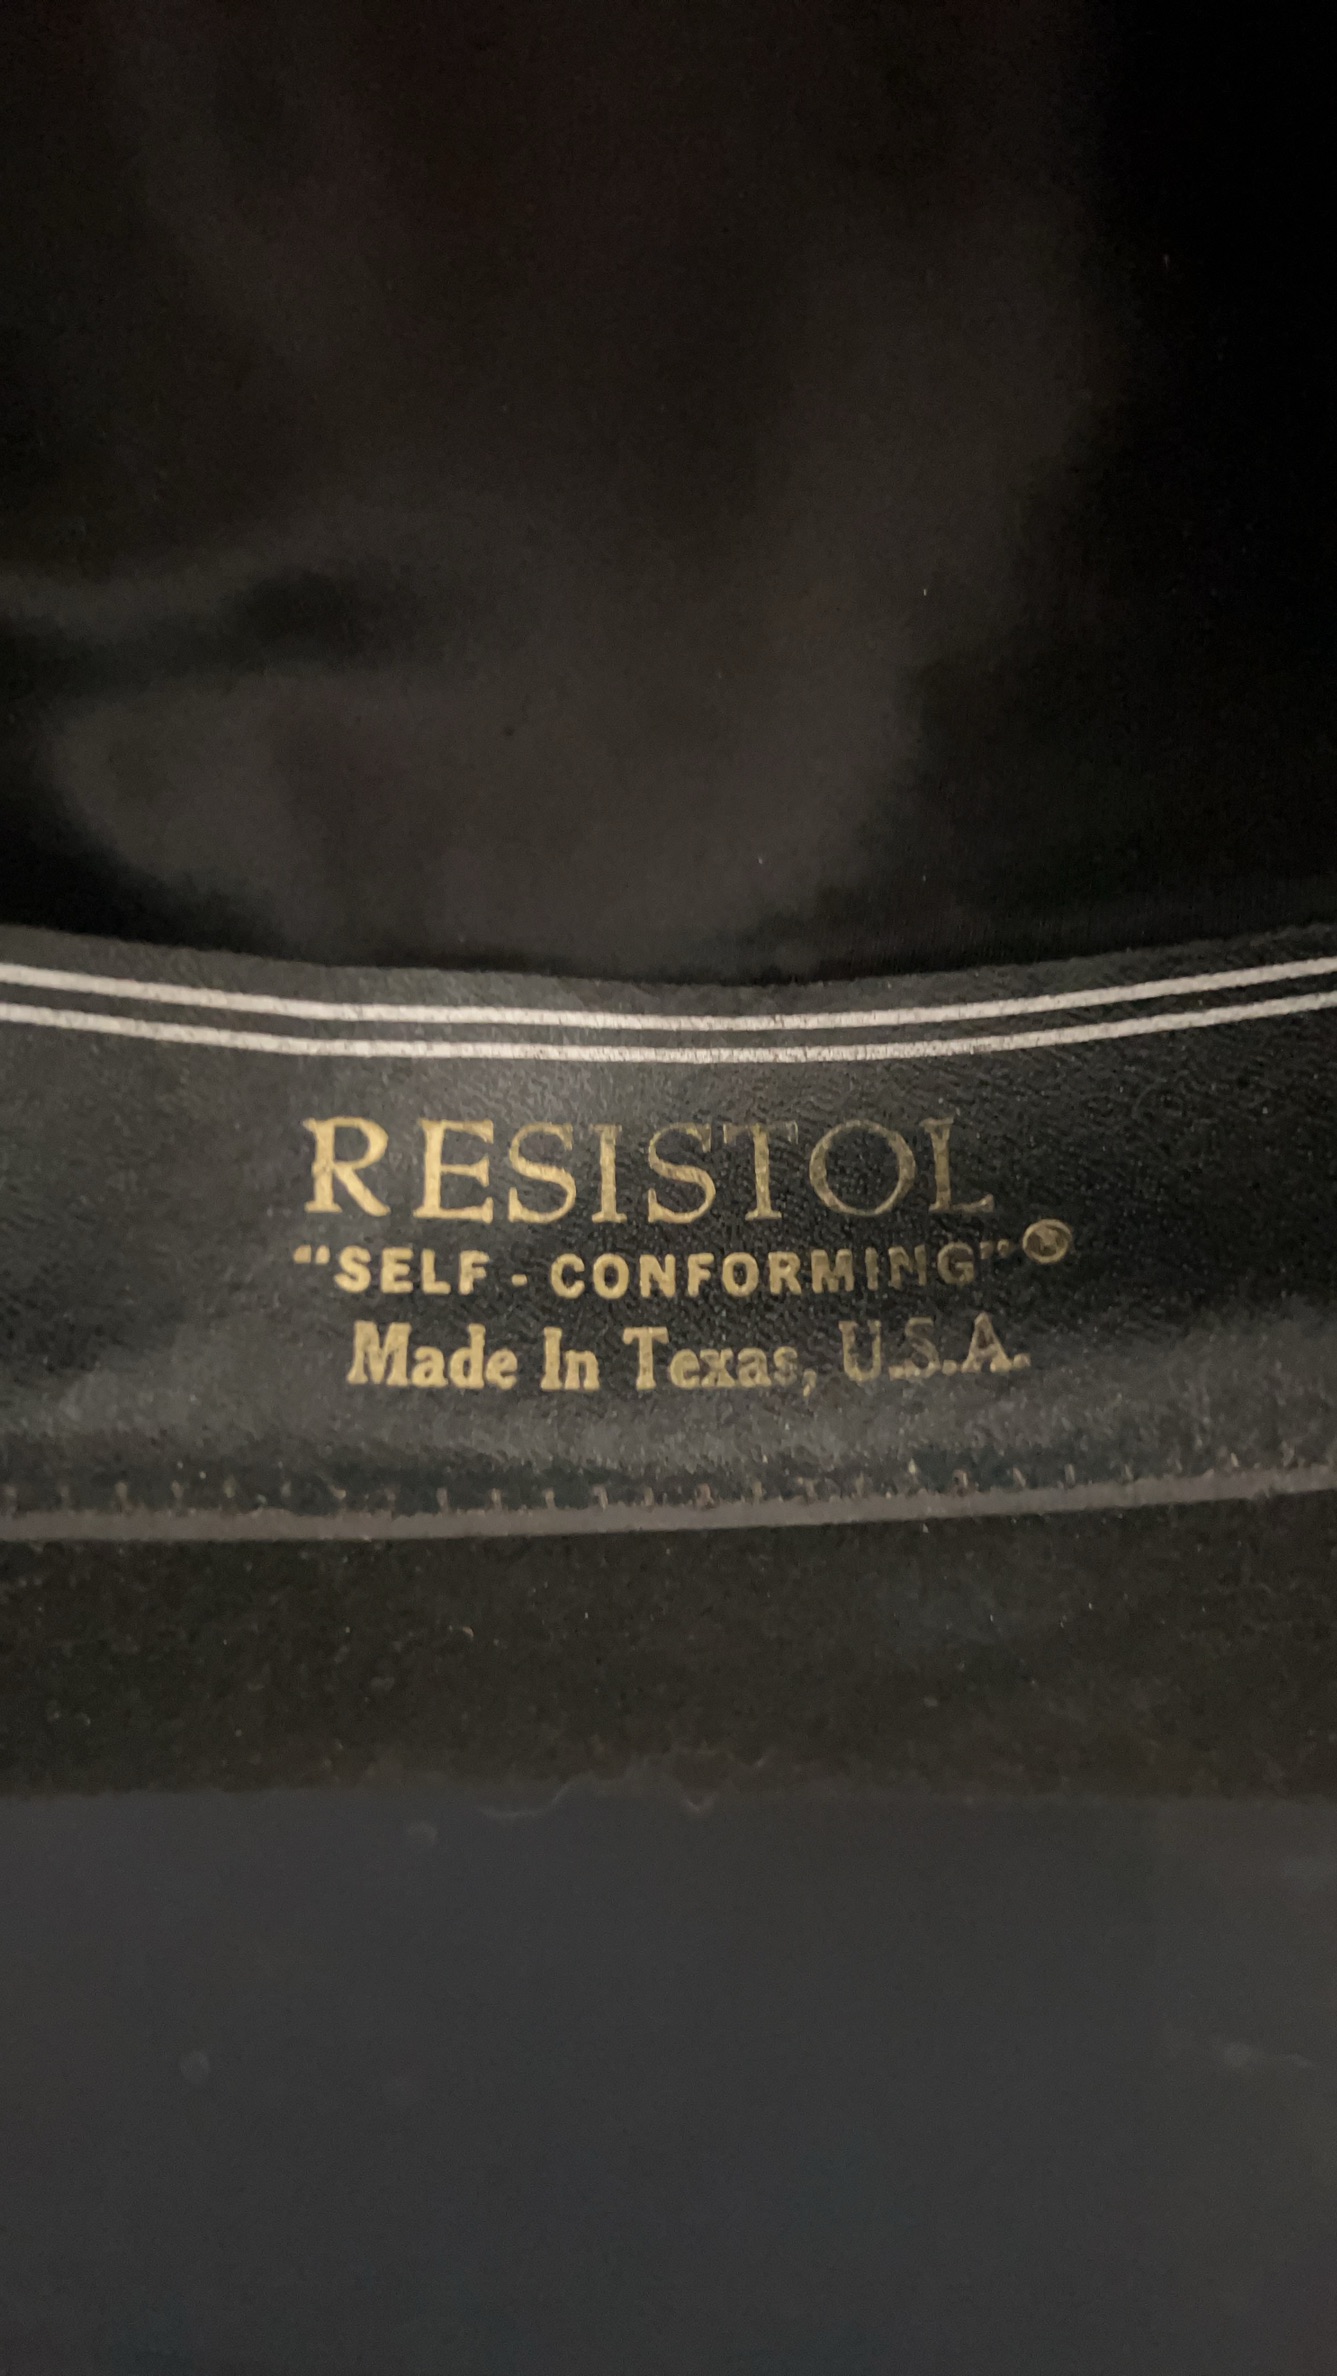 RESISTOL
"SELF - CONFORMING"®
Made In Texas, U.S.A.